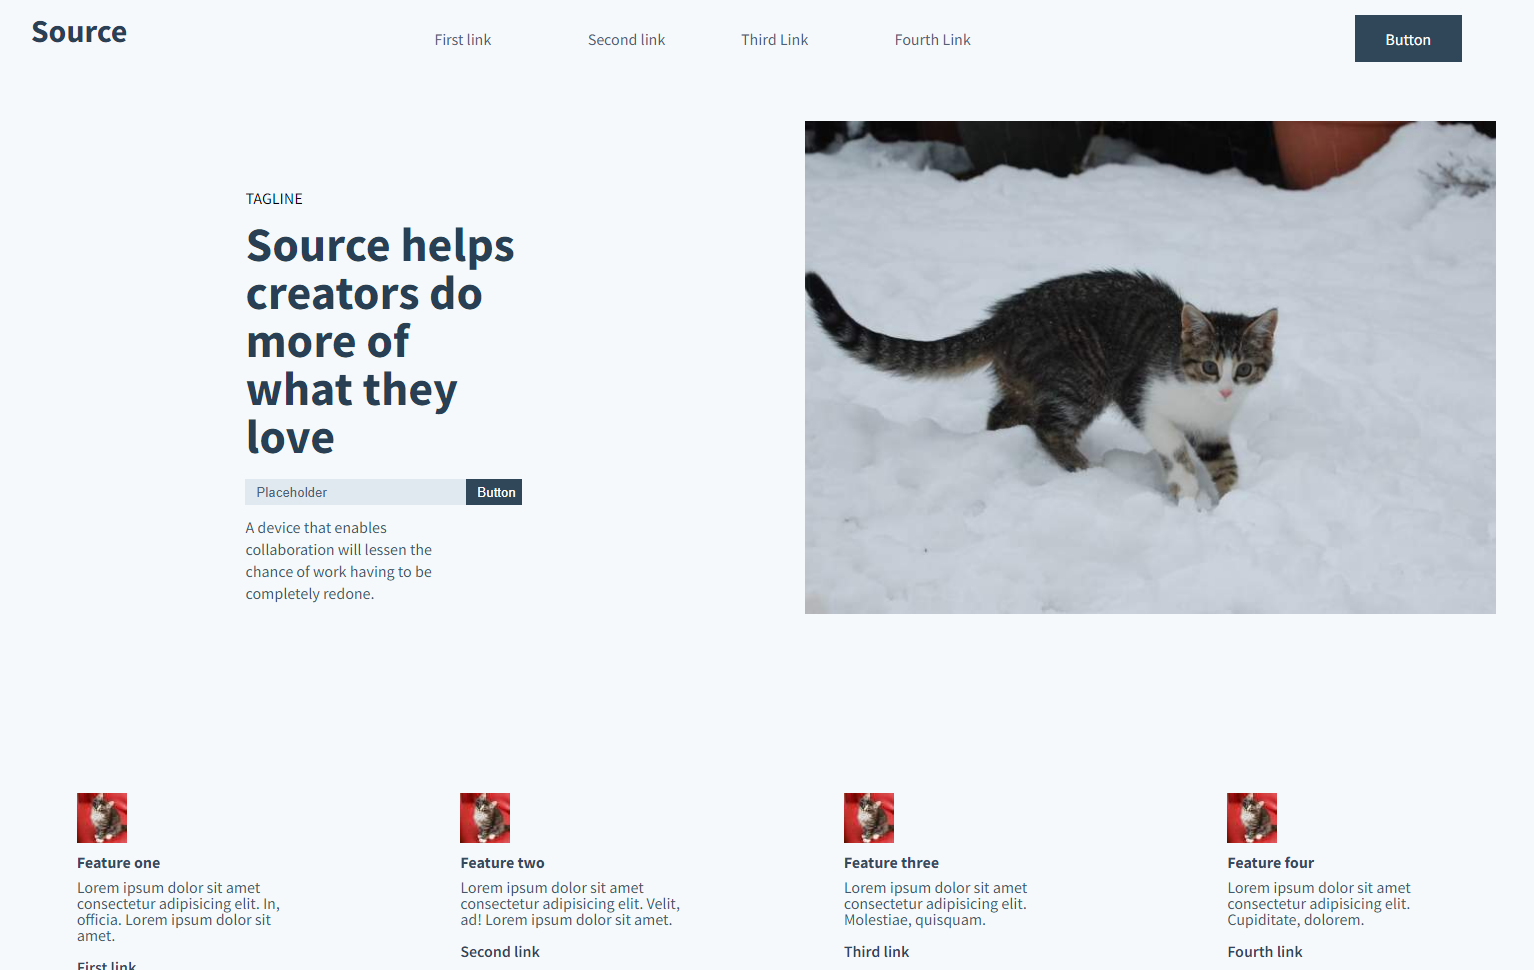 Source
First link
Second link
Third Link
Fourth Link
Button
TAGLINE
Source helps
creators do
more of
what they
love
Placeholder
Button
A device that enables
collaboration will lessen the
chance of work having to be
completely redone.
Feature one
Lorem ipsum dolor sit amet
consectetur adipisicing elit. In,
officia. Lorem ipsum dolor sit
amet.
First link
Feature two
Lorem ipsum dolor sit amet
consectetur adipisicing elit. Velit,
ad! Lorem ipsum dolor sit amet.
Second link
Feature three
Lorem ipsum dolor sit amet
consectetur adipisicing elit.
Molestiae, quisquam.
Third link
Feature four
Lorem ipsum dolor sit amet
consectetur adipisicing elit.
Cupiditate, dolorem.
Fourth link